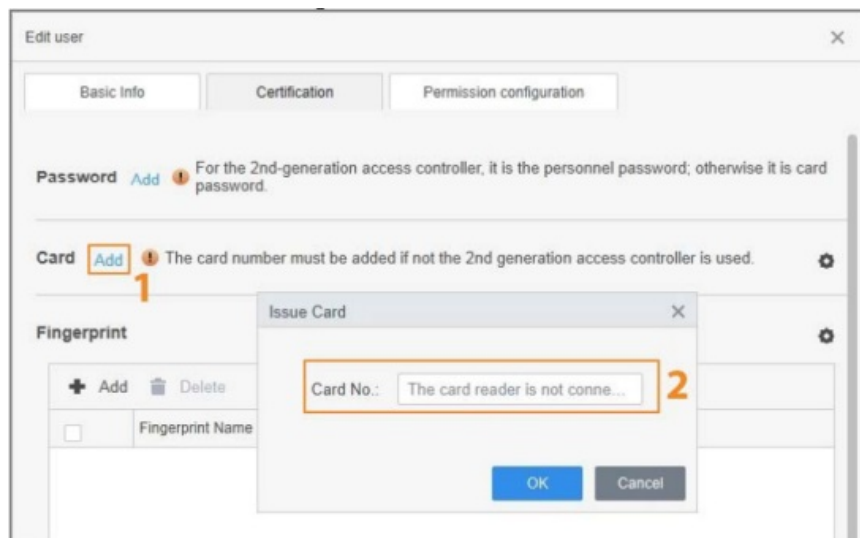 Edit user
Basic Info
Certification
Permission configuration
Password Add For the 2nd-generation access controller, it is the personnel password; otherwise it is card
password.
Card Add The card number must be added if not the 2nd generation access controller is used.
1
Issue Card
Fingerprint
Card No.: The card reader is not conne... 2
Add Delete
Fingerprint Name
OK Cancel